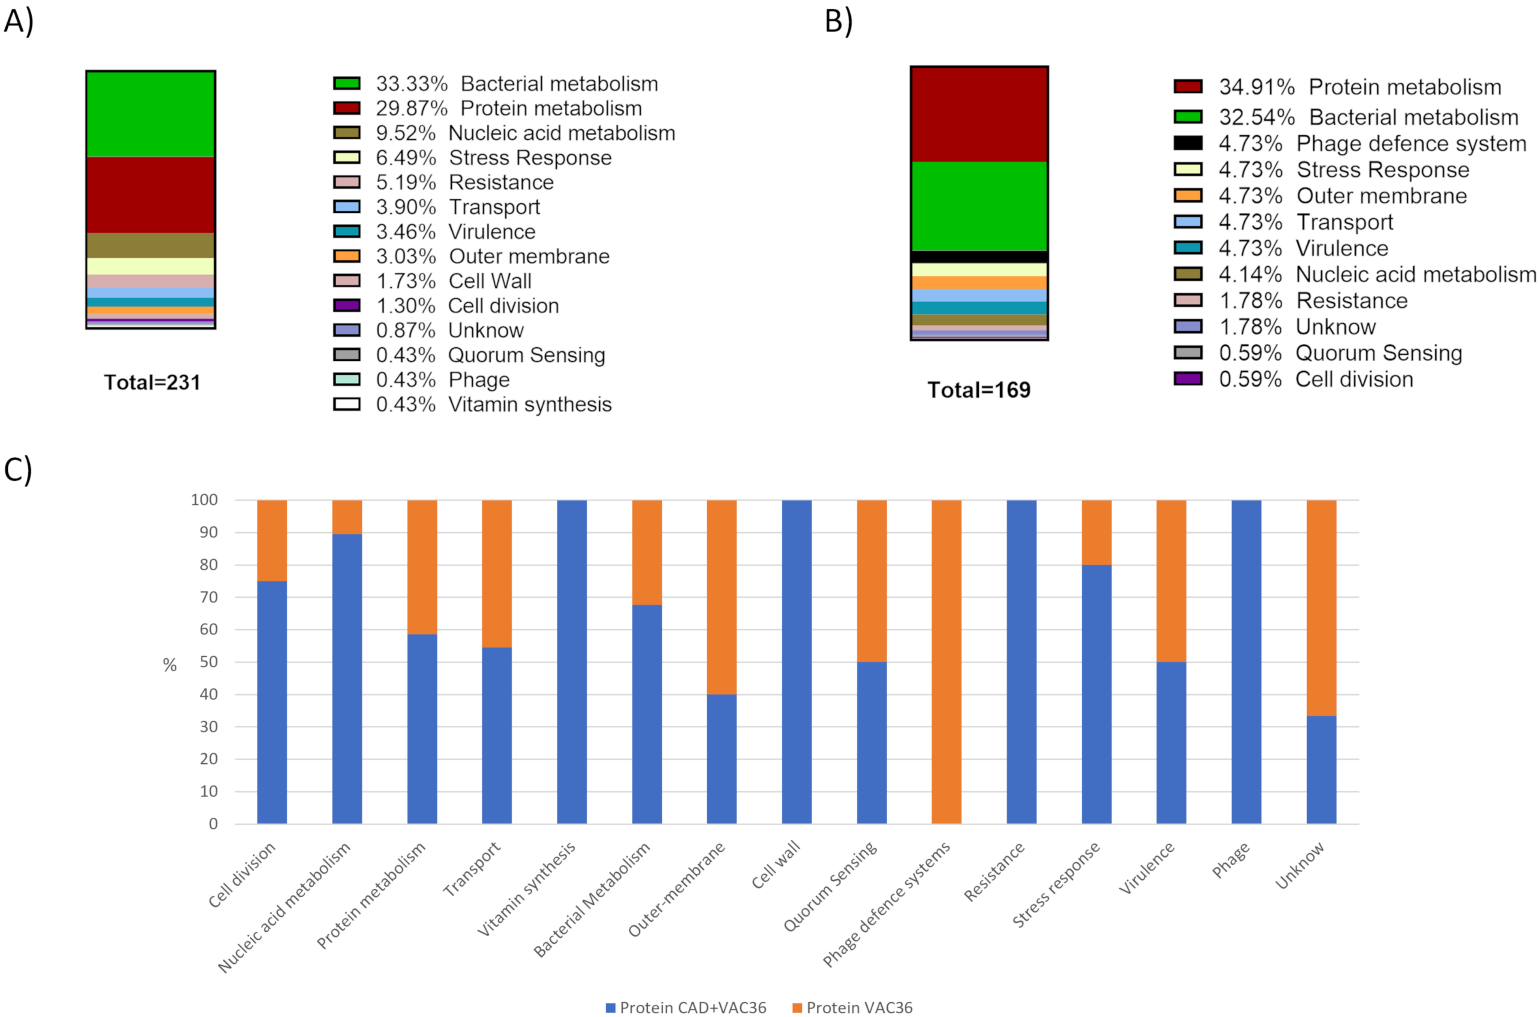 A)
33.33% Bacterial metabolism
29.87% Protein metabolism
9.52% Nucleic acid metabolism
6.49% Stress Response
5.19% Resistance
3.90% Transport
3.46% Virulence
3.03% Outer membrane
1.73% Cell Wall
1.30% Cell division
0.87% Unknow
0.43% Quorum Sensing
0.43% Phage
0.43% Vitamin synthesis
Total=231
B)
34.91% Protein metabolism
32.54% Bacterial metabolism
4.73% Phage defence system
4.73% Stress Response
4.73% Outer membrane
4.73% Transport
4.73% Virulence
4.14% Nucleic acid metabolism
1.78% Resistance
1.78% Unknow
0.59% Quorum Sensing
0.59% Cell division
Total=169
C)
100
90
80
70
60
50
40
30
20
10
0
%
Cell division
Nucleic acid metabolism
Protein metabolism
Transport
Vitamin synthesis
Bacterial Metabolism
Outer-membrane
Cell wall
Quorum Sensing
Phage defence systems
Resistance
Stress response
Virulence
Phage
Unknow
Protein CAD+VAC36
Protein VAC36